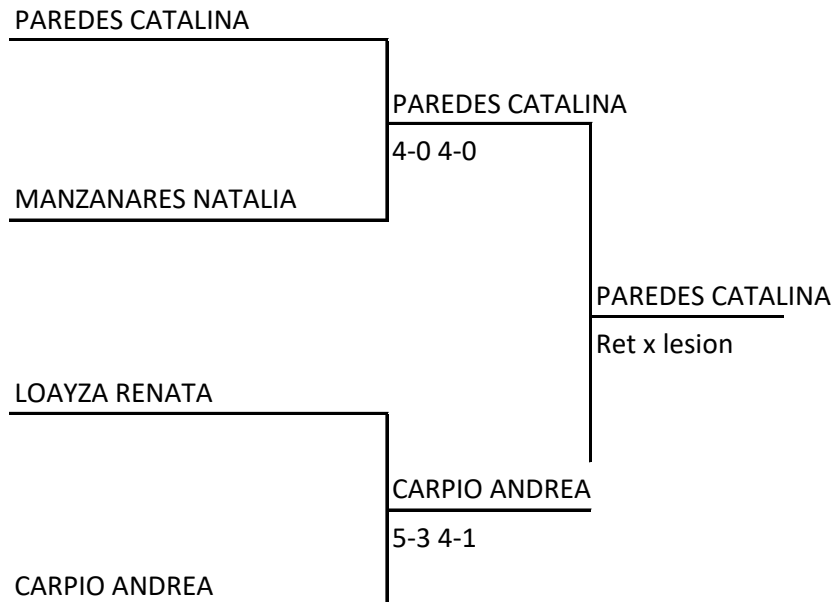 PAREDES CATALINA
PAREDES CATALINA
4-0 4-0
MANZANARES NATALIA
PAREDES CATALINA
Ret x lesion
LOAYZA RENATA
CARPIO ANDREA
5-3 4-1
CARPIO ANDREA